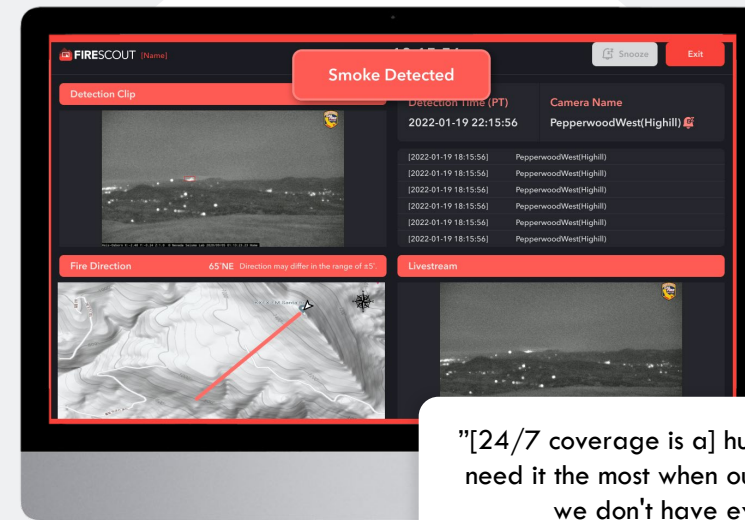 FIRESCOUT [Name]
Smoke Detected
Snooze
Exit
Detection Clip
Detection Time (PT)
2022-01-19 22:15:56
Camera Name
PepperwoodWest(Highill)
[2022-01-19 18:15:56] PepperwoodWest(Highill)
[2022-01-19 18:15:56] PepperwoodWest(Highill)
[2022-01-19 18:15:56] PepperwoodWest(Highill)
[2022-01-19 18:15:56] PepperwoodWest(Highill)
[2022-01-19 18:15:56] PepperwoodWest(Highill)
[2022-01-19 18:15:56] PepperwoodWest(Highill)
Fire Direction 65°NE Direction may differ in the range of ±5°.
Livestream
"[24/7 coverage is a] hu
need it the most when ou
we don't have ev